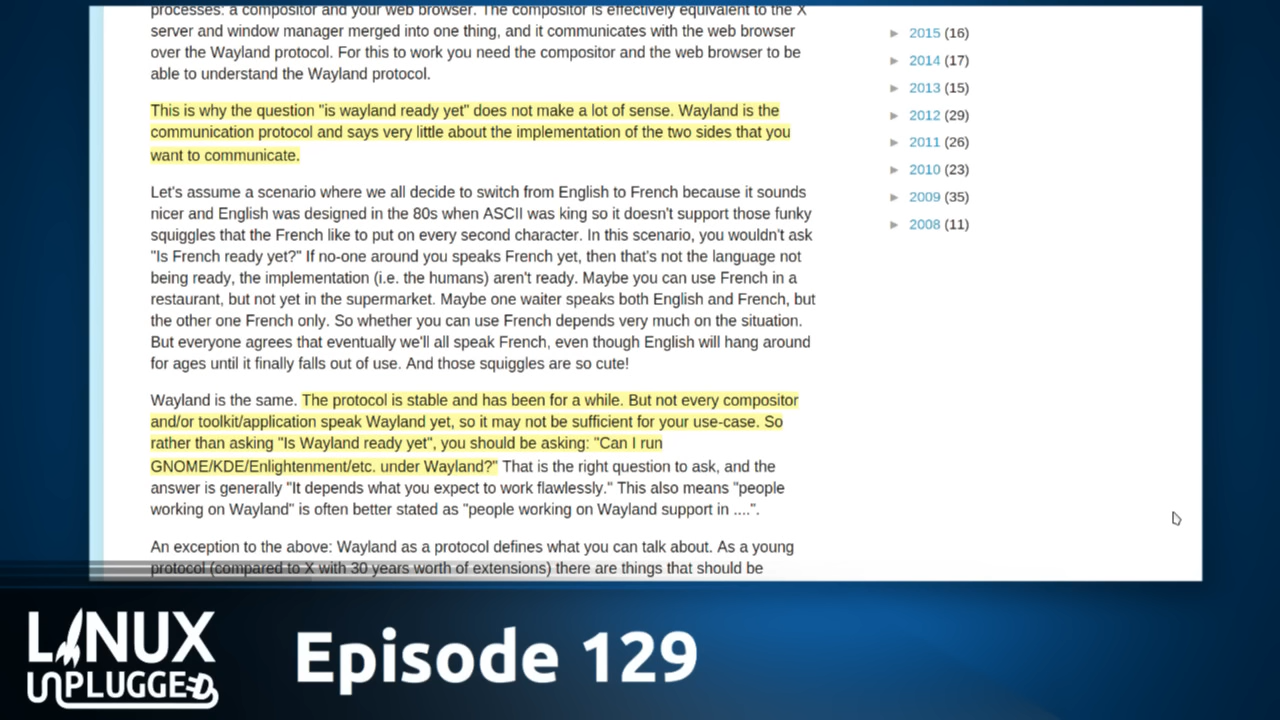 processes: a compositor and your web browser. The compositor is effectively equivalent to the X
server and window manager merged into one thing, and it communicates with the web browser
over the Wayland protocol. For this to work you need the compositor and the web browser to be
able to understand the Wayland protocol.
This is why the question "is wayland ready yet" does not make a lot of sense. Wayland is the
communication protocol and says very little about the implementation of the two sides that you
want to communicate.
Let's assume a scenario where we all decide to switch from English to French because it sounds
nicer and English was designed in the 80s when ASCII was king so it doesn't support those funky
squiggles that the French like to put on every second character. In this scenario, you wouldn't ask
"Is French ready yet?" If no-one around you speaks French yet, then that's not the language not
being ready, the implementation (i.e. the humans) aren't ready. Maybe you can use French in a
restaurant, but not yet in the supermarket. Maybe one waiter speaks both English and French, but
the other one French only. So whether you can use French depends very much on the situation.
But everyone agrees that eventually we'll all speak French, even though English will hang around
for ages until it finally falls out of use. And those squiggles are so cute!
Wayland is the same. The protocol is stable and has been for a while. But not every compositor
and/or toolkit/application speak Wayland yet, so it may not be sufficient for your use-case. So
rather than asking "Is Wayland ready yet", you should be asking: "Can I run
GNOME/KDE/Enlightenment/etc. under Wayland?" That is the right question to ask, and the
answer is generally "It depends what you expect to work flawlessly." This also means "people
working on Wayland" is often better stated as "people working on Wayland support in ....".
An exception to the above: Wayland as a protocol defines what you can talk about. As a young
protocol (compared to X with 30 years worth of extensions) there are things that should be
► 2015 (16)
► 2014 (17)
► 2013 (15)
► 2012 (29)
► 2011 (26)
► 2010 (23)
► 2009 (35)
► 2008 (11)
LINUX
UNPLUGGED
Episode 129